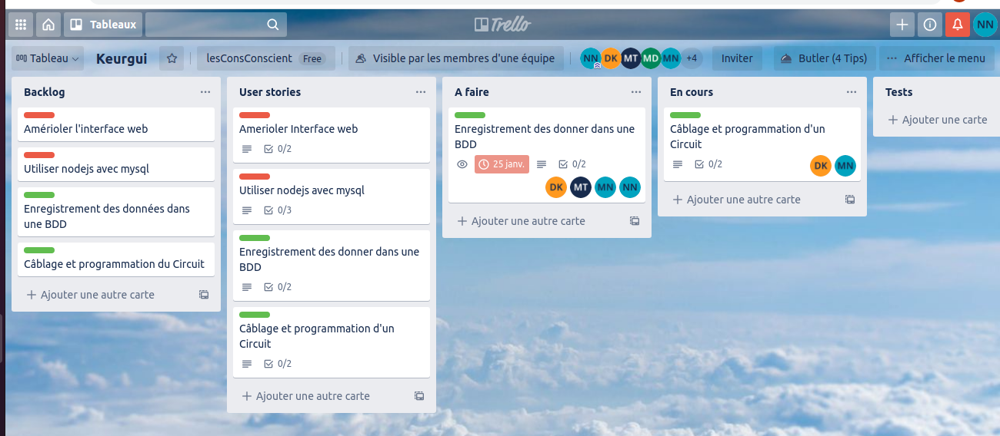 Tableaux
Trello
NN
Tableau
Keurgui
lesConsConscient Free
Visible par les membres d'une équipe
NN DK MT MD MN +4
Inviter
Butler (4 Tips)
··· Afficher le menu
Backlog
Amérioler l'interface web
Utiliser nodejs avec mysql
Enregistrement des données dans
une BDD
Câblage et programmation du Circuit
+ Ajouter une autre carte
User stories
Amerioler Interface web
0/2
Utiliser nodejs avec mysql
0/3
Enregistrement des donner dans une
BDD
0/2
Câblage et programmation d'un
Circuit
0/2
+ Ajouter une autre carte
A faire
Enregistrement des donner dans une
BDD
25 janv. 0/2
DK MT MN NN
+ Ajouter une autre carte
En cours
Câblage et programmation d'un
Circuit
0/2 DK MN
+ Ajouter une autre carte
Tests
+ Ajouter une carte